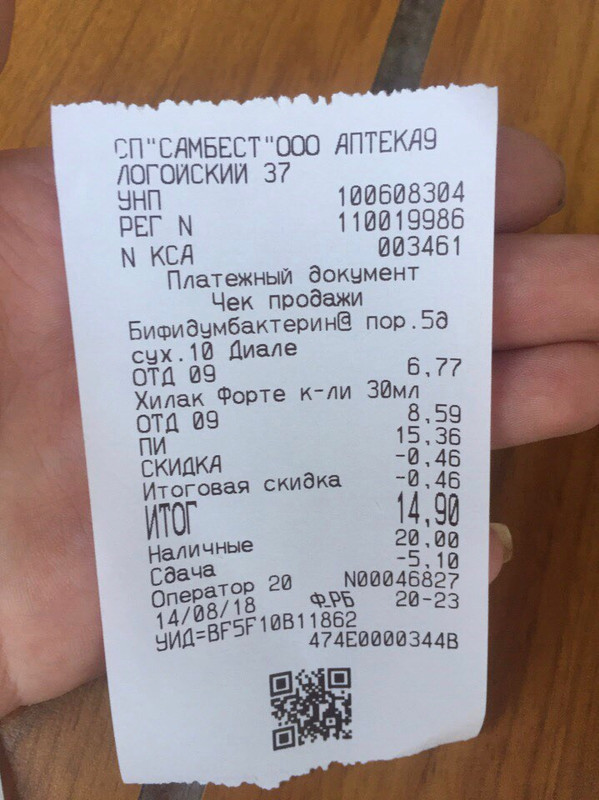 СП"САМБЕСТ"ООО АПТЕКА9
ЛОГОЙСКИЙ 37
УНП 100608304
РЕГ N 110019986
N КСА 003461
Платежный документ
Чек продажи
Бифидумбактерин@ пор.5д
сух.10 Диале
ОТД 09 6,77
Хилак Форте к-ли 30мл
ОТД 09 8,59
ПИ 15,36
СКИДКА -0,46
Итоговая скидка -0,46
ИТОГ 14,90
Наличные 20,00
Сдача -5,10
Оператор 20 N00046827
14/08/18 Ф.РБ 20-23
УИД=BF5F10B11862
474E0000344B